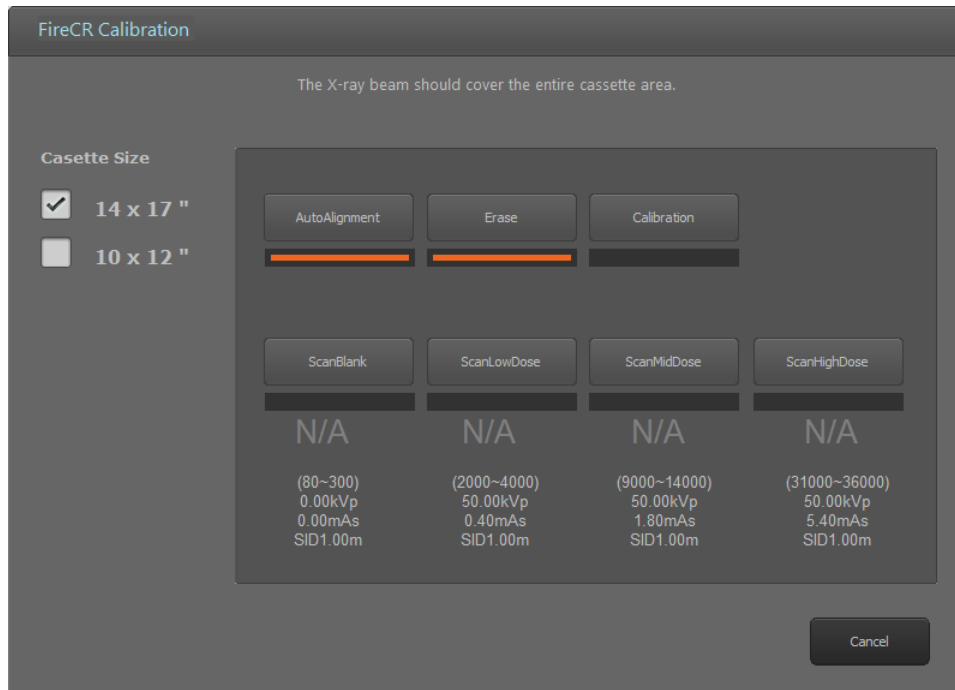 FireCR Calibration
The X-ray beam should cover the entire cassette area.
Casette Size
14 x 17 "
10 x 12 "
AutoAlignment
Erase
Calibration
ScanBlank
ScanLowDose
ScanMidDose
ScanHighDose
N/A
N/A
N/A
N/A
(80~300)
0.00kVp
0.00mAs
SID1.00m
(2000~4000)
50.00kVp
0.40mAs
SID1.00m
(9000~14000)
50.00kVp
1.80mAs
SID1.00m
(31000~36000)
50.00kVp
5.40mAs
SID1.00m
Cancel